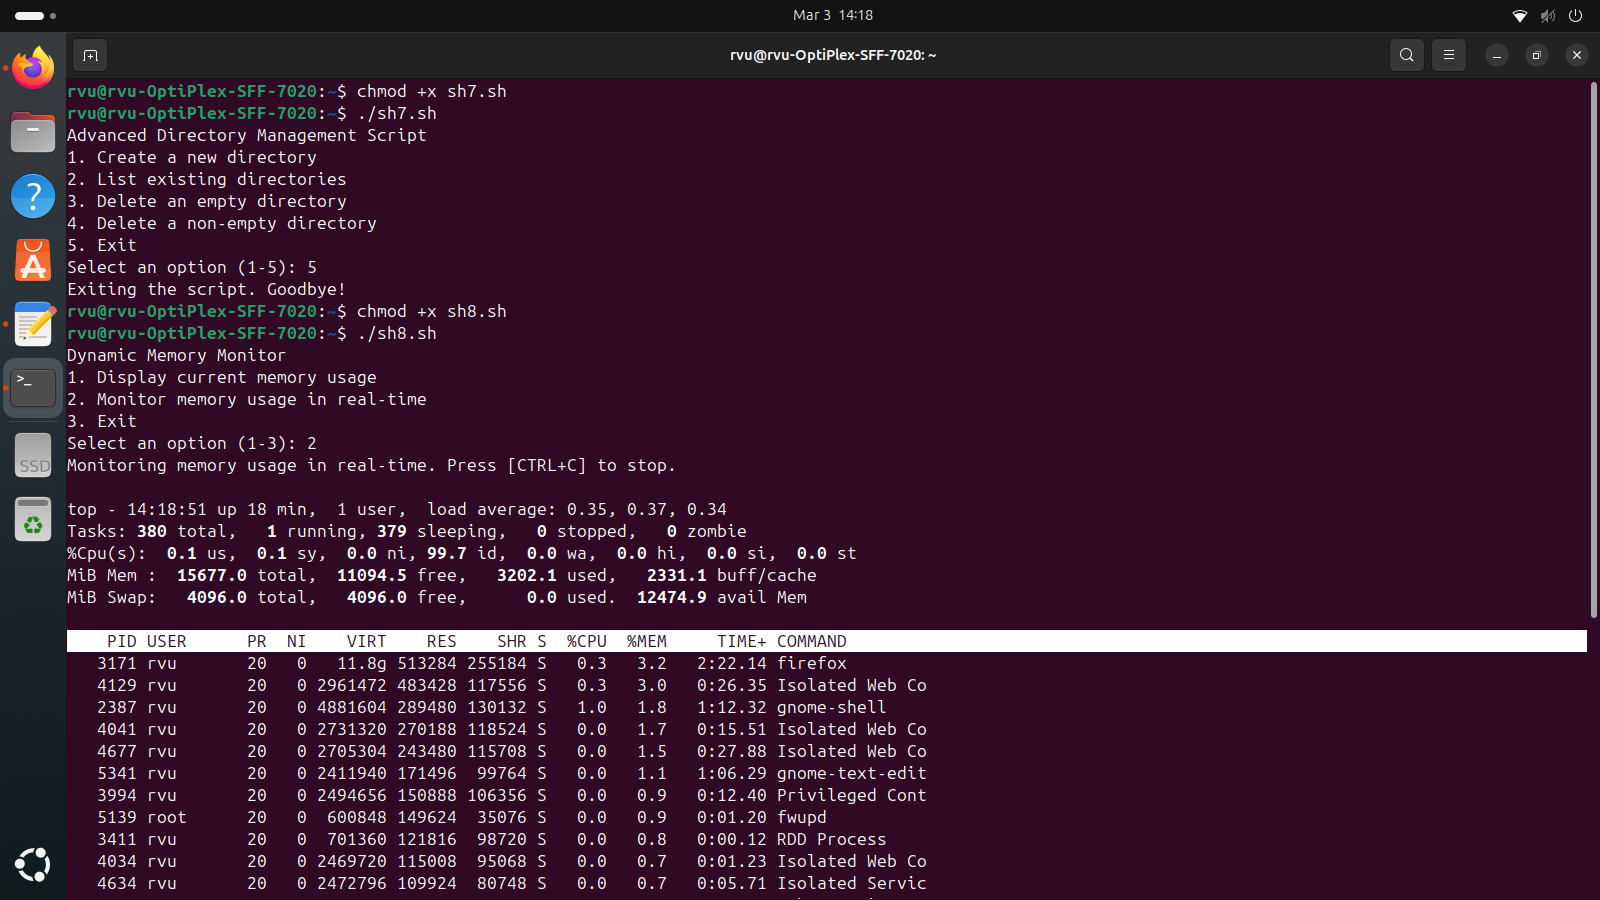 Mar 3 14:18
rvu@rvu-OptiPlex-SFF-7020: ~
rvu@rvu-OptiPlex-SFF-7020:~$ chmod +x sh7.sh
rvu@rvu-OptiPlex-SFF-7020:~$ ./sh7.sh
Advanced Directory Management Script
1. Create a new directory
2. List existing directories
3. Delete an empty directory
4. Delete a non-empty directory
5. Exit
Select an option (1-5): 5
Exiting the script. Goodbye!
rvu@rvu-OptiPlex-SFF-7020:~$ chmod +x sh8.sh
rvu@rvu-OptiPlex-SFF-7020:~$ ./sh8.sh
Dynamic Memory Monitor
1. Display current memory usage
2. Monitor memory usage in real-time
3. Exit
Select an option (1-3): 2
Monitoring memory usage in real-time. Press [CTRL+C] to stop.
top - 14:18:51 up 18 min,  1 user,  load average: 0.35, 0.37, 0.34
Tasks: 380 total,   1 running, 379 sleeping,   0 stopped,   0 zombie
%Cpu(s):  0.1 us,  0.1 sy,  0.0 ni, 99.7 id,  0.0 wa,  0.0 hi,  0.0 si,  0.0 st
MiB Mem :  15677.0 total,  11094.5 free,   3202.1 used,   2331.1 buff/cache
MiB Swap:   4096.0 total,   4096.0 free,      0.0 used.  12474.9 avail Mem
PID USER      PR  NI    VIRT    RES    SHR S  %CPU  %MEM     TIME+ COMMAND
3171 rvu       20   0   11.8g 513284 255184 S   0.3   3.2   2:22.14 firefox
4129 rvu       20   0 2961472 483428 117556 S   0.3   3.0   0:26.35 Isolated Web Co
2387 rvu       20   0 4881604 289480 130132 S   1.0   1.8   1:12.32 gnome-shell
4041 rvu       20   0 2731320 270188 118524 S   0.0   1.7   0:15.51 Isolated Web Co
4677 rvu       20   0 2705304 243480 115708 S   0.0   1.5   0:27.88 Isolated Web Co
5341 rvu       20   0 2411940 171496  99764 S   0.0   1.1   1:06.29 gnome-text-edit
3994 rvu       20   0 2494656 150888 106356 S   0.0   0.9   0:12.40 Privileged Cont
5139 root      20   0  600848 149624  35076 S   0.0   0.9   0:01.20 fwupd
3411 rvu       20   0  701360 121816  98720 S   0.0   0.8   0:00.12 RDD Process
4034 rvu       20   0 2469720 115008  95068 S   0.0   0.7   0:01.23 Isolated Web Co
4634 rvu       20   0 2472796 109924  80748 S   0.0   0.7   0:05.71 Isolated Servic
SSD